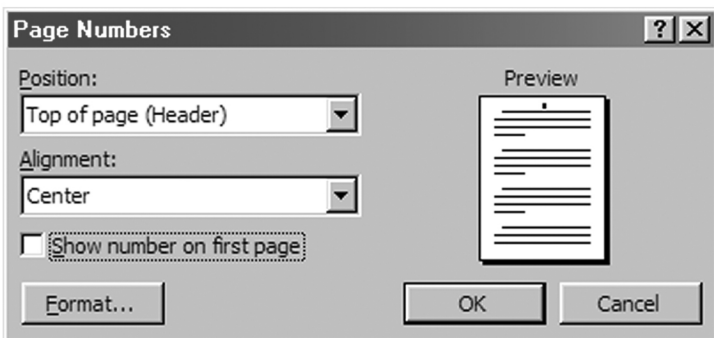 Page Numbers
Position:
Top of page (Header)
Alignment:
Center
Show number on first page
Format...
Preview
OK
Cancel